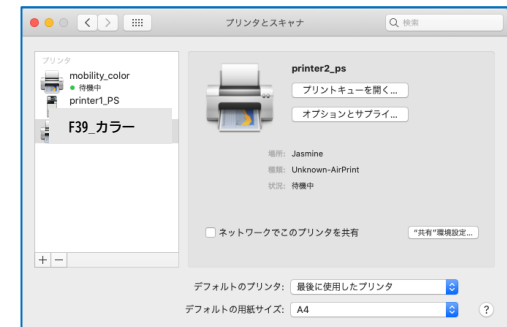 プリンタとスキャナ
検索
プリンタ
mobility_color
待機中
printer1_PS
F39_カラー
printer2_ps
プリントキューを開く...
オプションとサプライ...
場所: Jasmine
種類: Unknown-AirPrint
状況: 待機中
ネットワークでこのプリンタを共有
"共有"環境設定...
+ −
デフォルトのプリンタ: 最後に使用したプリンタ
デフォルトの用紙サイズ: A4
?